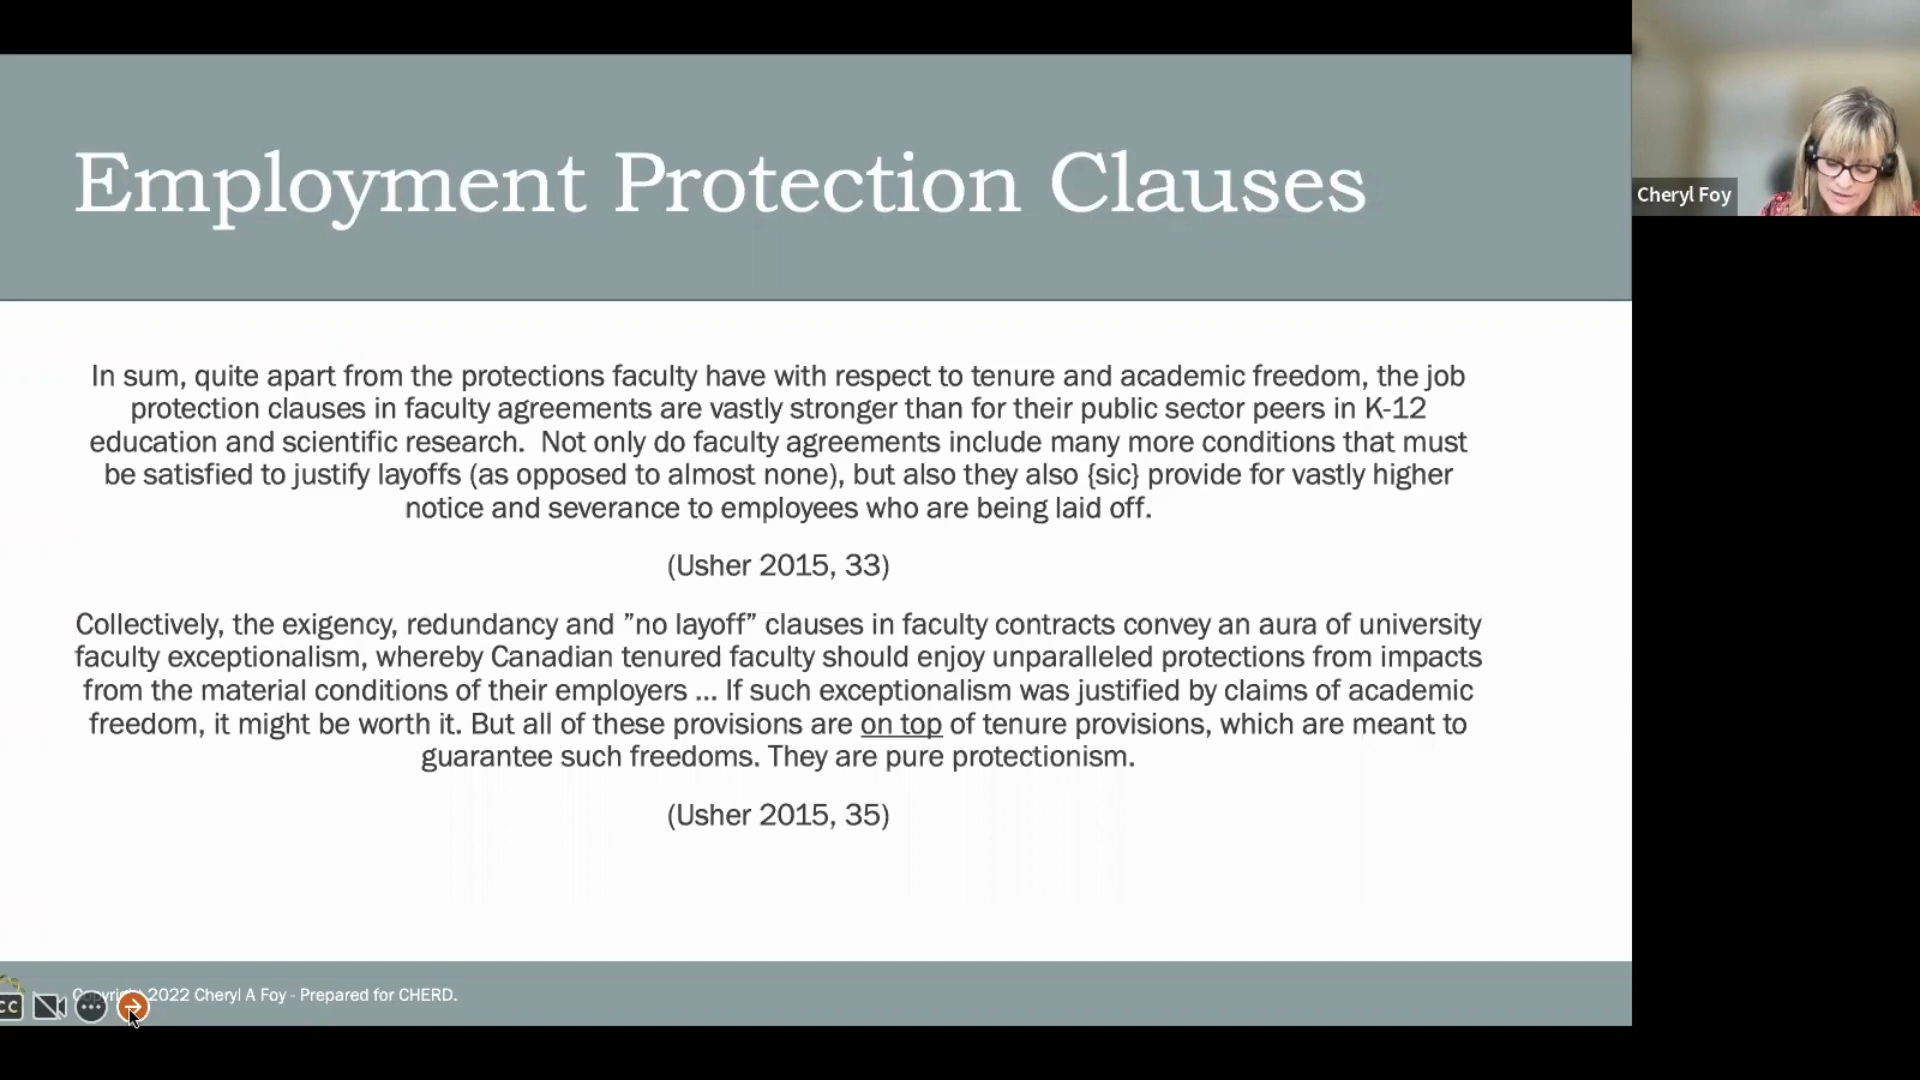 Employment Protection Clauses
Cheryl Foy
In sum, quite apart from the protections faculty have with respect to tenure and academic freedom, the job
protection clauses in faculty agreements are vastly stronger than for their public sector peers in K-12
education and scientific research.  Not only do faculty agreements include many more conditions that must
be satisfied to justify layoffs (as opposed to almost none), but also they also {sic} provide for vastly higher
notice and severance to employees who are being laid off.
(Usher 2015, 33)
Collectively, the exigency, redundancy and ”no layoff” clauses in faculty contracts convey an aura of university
faculty exceptionalism, whereby Canadian tenured faculty should enjoy unparalleled protections from impacts
from the material conditions of their employers ... If such exceptionalism was justified by claims of academic
freedom, it might be worth it. But all of these provisions are on top of tenure provisions, which are meant to
guarantee such freedoms. They are pure protectionism.
(Usher 2015, 35)
Copyright 2022 Cheryl A Foy - Prepared for CHERD.
CC